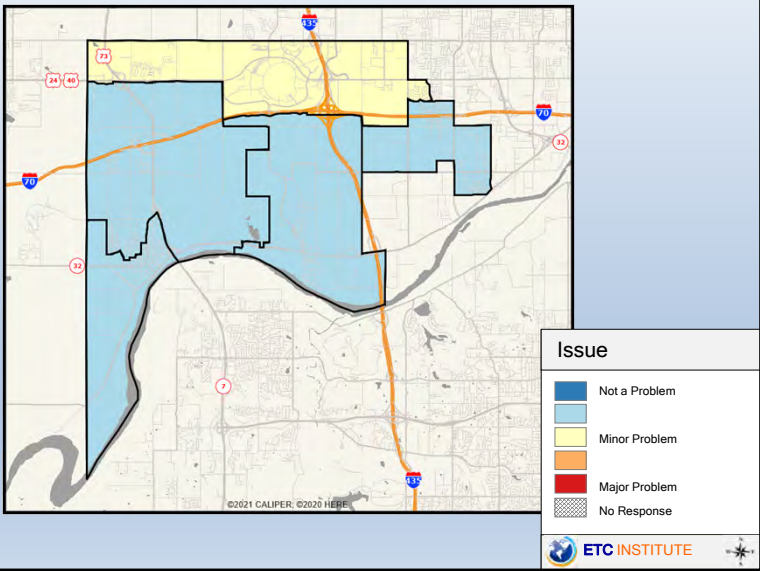 435
73
24 40
70
32
70
32
7
435
©2021 CALIPER; ©2020 HERE
Issue
Not a Problem
Minor Problem
Major Problem
No Response
ETC INSTITUTE